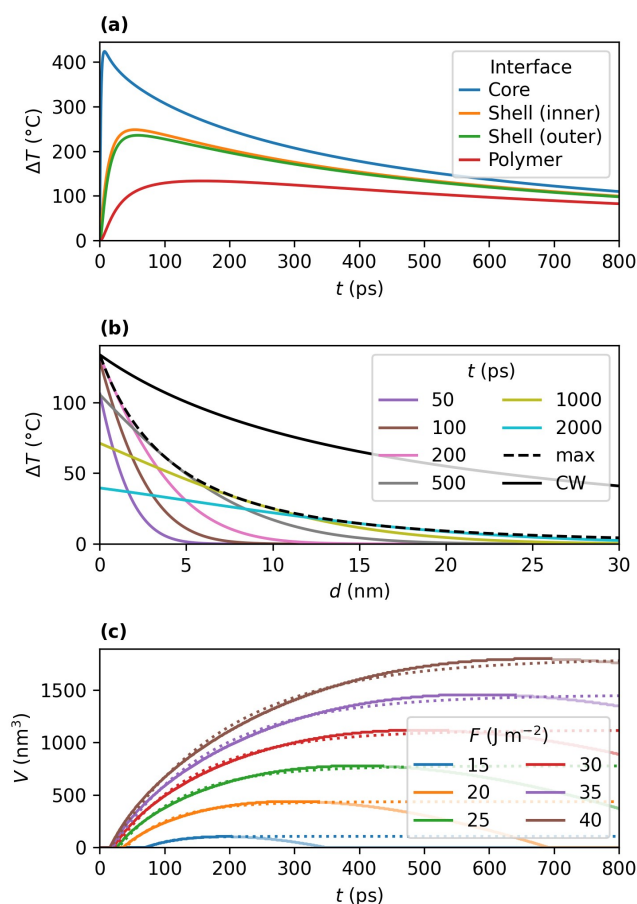 (a)
400
300
200
100
0
ΔT (°C)
Interface
Core
Shell (inner)
Shell (outer)
Polymer
0 100 200 300 400 500 600 700 800
t (ps)
(b)
100
50
0
ΔT (°C)
t (ps)
50 1000
100 2000
200 max
500 CW
0 5 10 15 20 25 30
d (nm)
(c)
1500
1000
500
0
V (nm³)
F (J m⁻²)
15 30
20 35
25 40
0 100 200 300 400 500 600 700 800
t (ps)